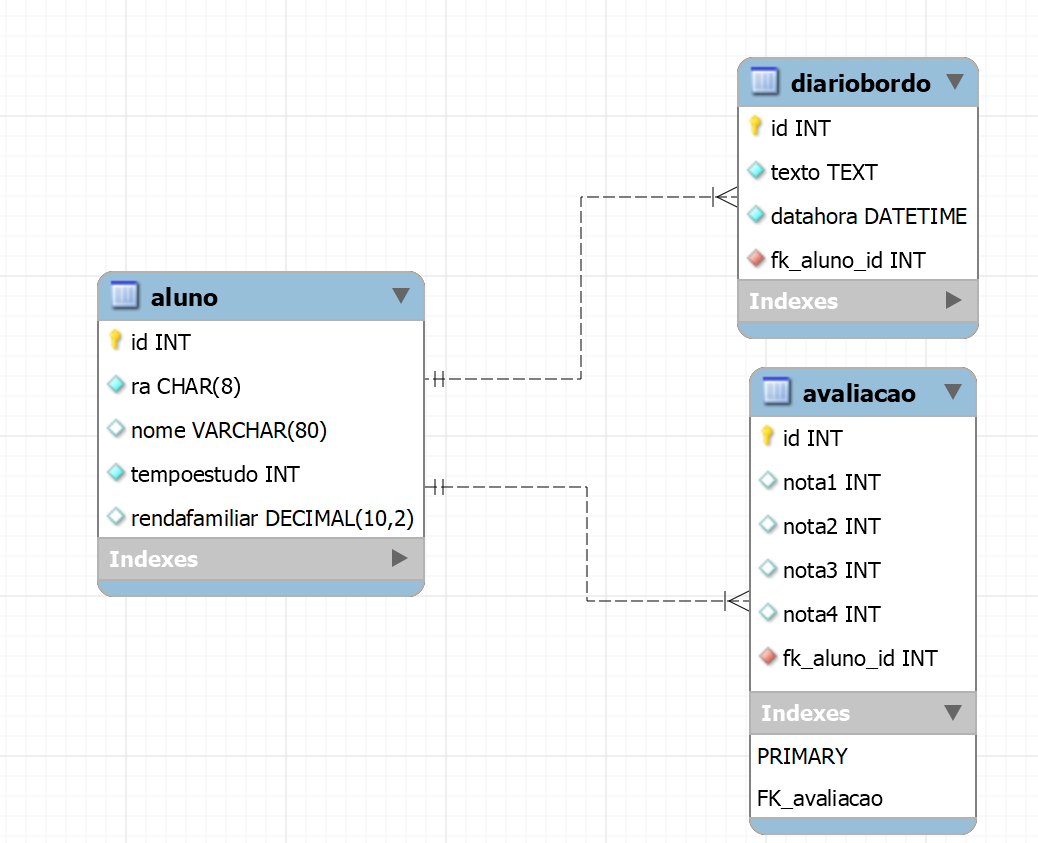 diariobordo
id INT
texto TEXT
datahora DATETIME
fk_aluno_id INT
Indexes
aluno
id INT
ra CHAR(8)
nome VARCHAR(80)
tempoestudo INT
rendafamiliar DECIMAL(10,2)
Indexes
avaliacao
id INT
nota1 INT
nota2 INT
nota3 INT
nota4 INT
fk_aluno_id INT
Indexes
PRIMARY
FK_avaliacao